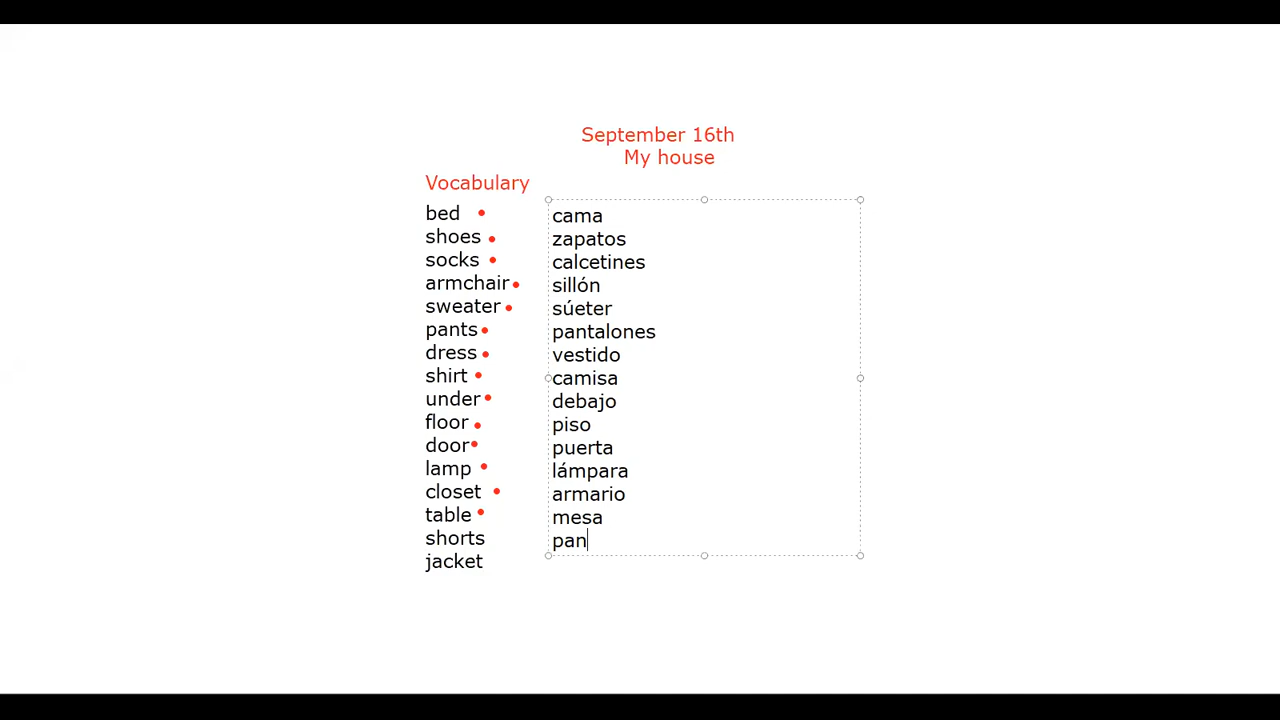 September 16th
My house
Vocabulary
bed cama
shoes zapatos
socks calcetines
armchair sillón
sweater súeter
pants pantalones
dress vestido
shirt camisa
under debajo
floor piso
door puerta
lamp lámpara
closet armario
table mesa
shorts pan
jacket